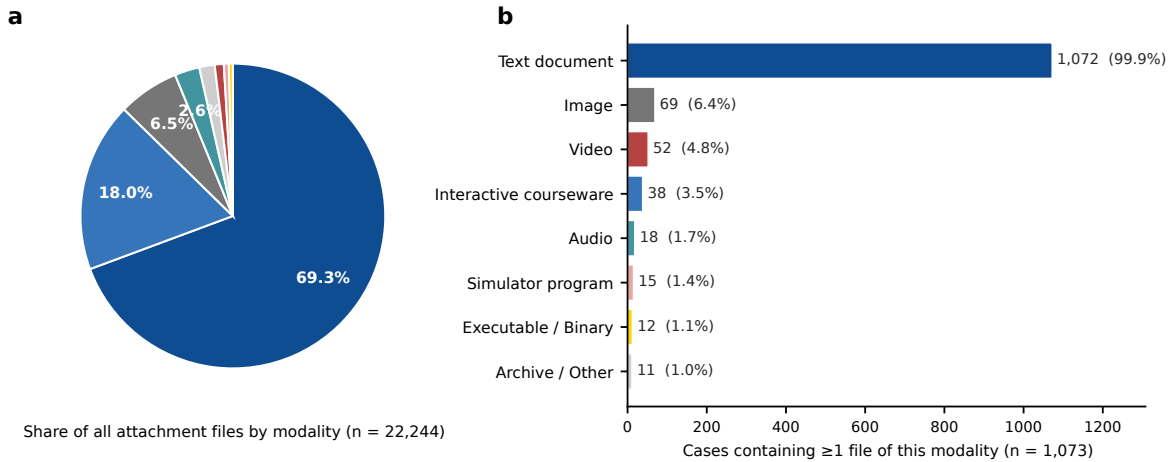 a
2.6%
6.5%
18.0%
69.3%
Share of all attachment files by modality (n = 22,244)
b
Text document 1,072 (99.9%)
Image 69 (6.4%)
Video 52 (4.8%)
Interactive courseware 38 (3.5%)
Audio 18 (1.7%)
Simulator program 15 (1.4%)
Executable / Binary 12 (1.1%)
Archive / Other 11 (1.0%)
0 200 400 600 800 1000 1200
Cases containing ≥1 file of this modality (n = 1,073)